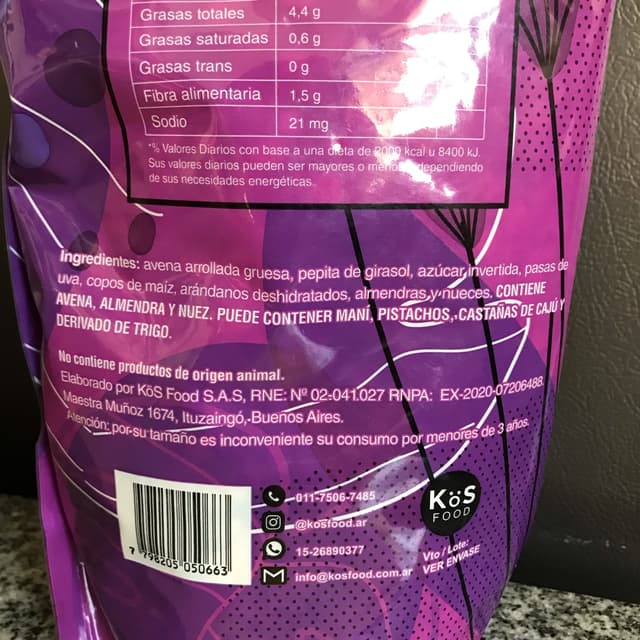 Grasas totales 4,4 g
Grasas saturadas 0,6 g
Grasas trans 0 g
Fibra alimentaria 1,5 g
Sodio 21 mg
*% Valores Diarios con base a una dieta de 2000 kcal u 8400 kJ.
Sus valores diarios pueden ser mayores o menores dependiendo
de sus necesidades energéticas.
Ingredientes: avena arrollada gruesa, pepita de girasol, azúcar invertida, pasas de
uva, copos de maíz, arándanos deshidratados, almendras y nueces. CONTIENE
AVENA, ALMENDRA Y NUEZ. PUEDE CONTENER MANÍ, PISTACHOS, CASTAÑAS DE CAJÚ Y
DERIVADO DE TRIGO.
No contiene productos de origen animal.
Elaborado por KöS Food S.A.S, RNE: Nº 02-041.027 RNPA: EX-2020-07206488.
Maestra Muñoz 1674, Ituzaingó, Buenos Aires.
Atención: por su tamaño es inconveniente su consumo por menores de 3 años.
011-7506-7485
@kosfood.ar
15-26890377
info@kosfood.com.ar
KöS
FOOD
Vto / Lote:
VER ENVASE
7 798205 050663